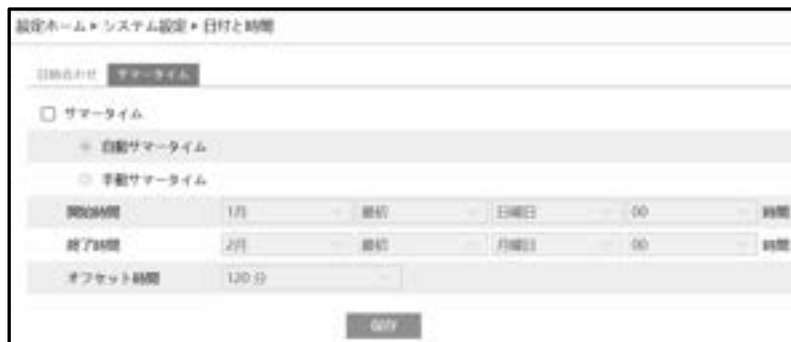 設定ホーム▸システム設定▸日付と時間
日時合わせ サマータイム
サマータイム
自動サマータイム
手動サマータイム
開始時間 1月 最初 日曜日 00 時間
終了時間 2月 最初 月曜日 00 時間
オフセット時間 120 分
保存